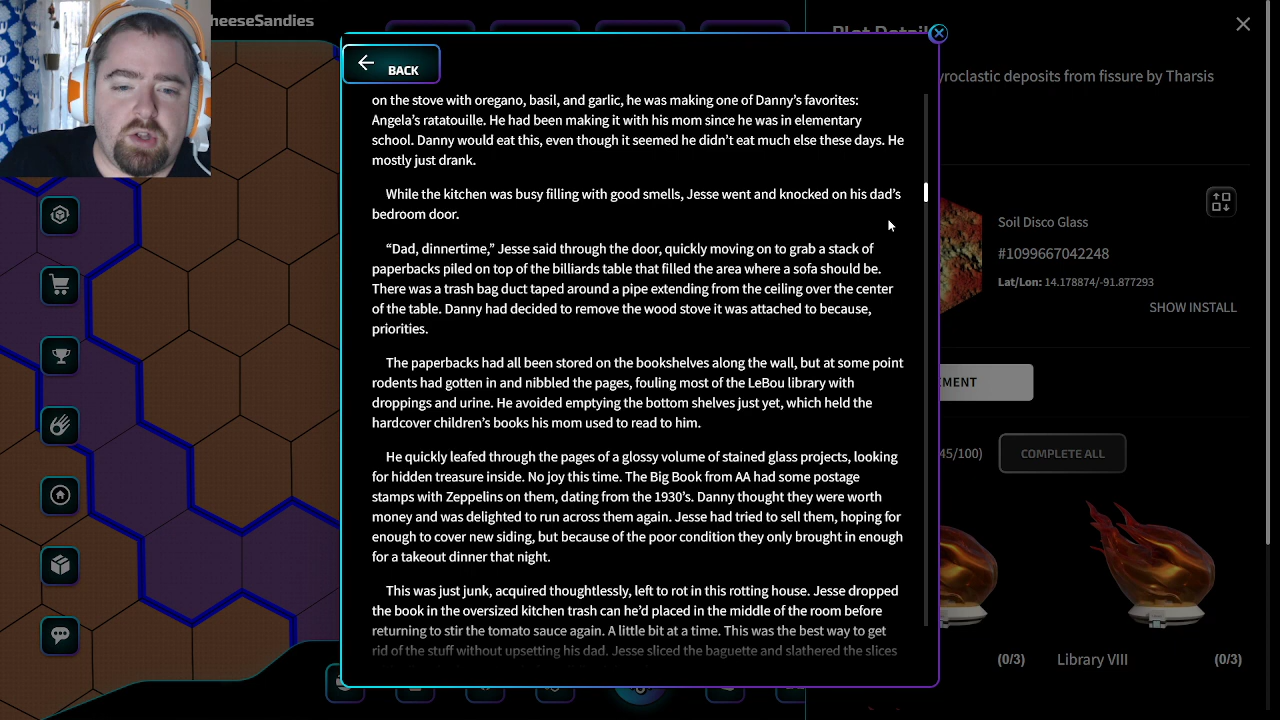 heeseSandies
BACK
on the stove with oregano, basil, and garlic, he was making one of Danny’s favorites:
Angela’s ratatouille. He had been making it with his mom since he was in elementary
school. Danny would eat this, even though it seemed he didn’t eat much else these days. He
mostly just drank.
While the kitchen was busy filling with good smells, Jesse went and knocked on his dad’s
bedroom door.
“Dad, dinnertime,” Jesse said through the door, quickly moving on to grab a stack of
paperbacks piled on top of the billiards table that filled the area where a sofa should be.
There was a trash bag duct taped around a pipe extending from the ceiling over the center
of the table. Danny had decided to remove the wood stove it was attached to because,
priorities.
The paperbacks had all been stored on the bookshelves along the wall, but at some point
rodents had gotten in and nibbled the pages, fouling most of the LeBou library with
droppings and urine. He avoided emptying the bottom shelves just yet, which held the
hardcover children’s books his mom used to read to him.
He quickly leafed through the pages of a glossy volume of stained glass projects, looking
for hidden treasure inside. No joy this time. The Big Book from AA had some postage
stamps with Zeppelins on them, dating from the 1930’s. Danny thought they were worth
money and was delighted to run across them again. Jesse had tried to sell them, hoping for
enough to cover new siding, but because of the poor condition they only brought in enough
for a takeout dinner that night.
This was just junk, acquired thoughtlessly, left to rot in this rotting house. Jesse dropped
the book in the oversized kitchen trash can he’d placed in the middle of the room before
returning to stir the tomato sauce again. A little bit at a time. This was the best way to get
rid of the stuff without upsetting his dad. Jesse sliced the baguette and slathered the slices
yroclastic deposits from fissure by Tharsis
Soil Disco Glass
#1099667042248
Lat/Lon: 14.178874/-91.877293
SHOW INSTALL
EMENT
45/100)
COMPLETE ALL
(0/3)
Library VIII
(0/3)